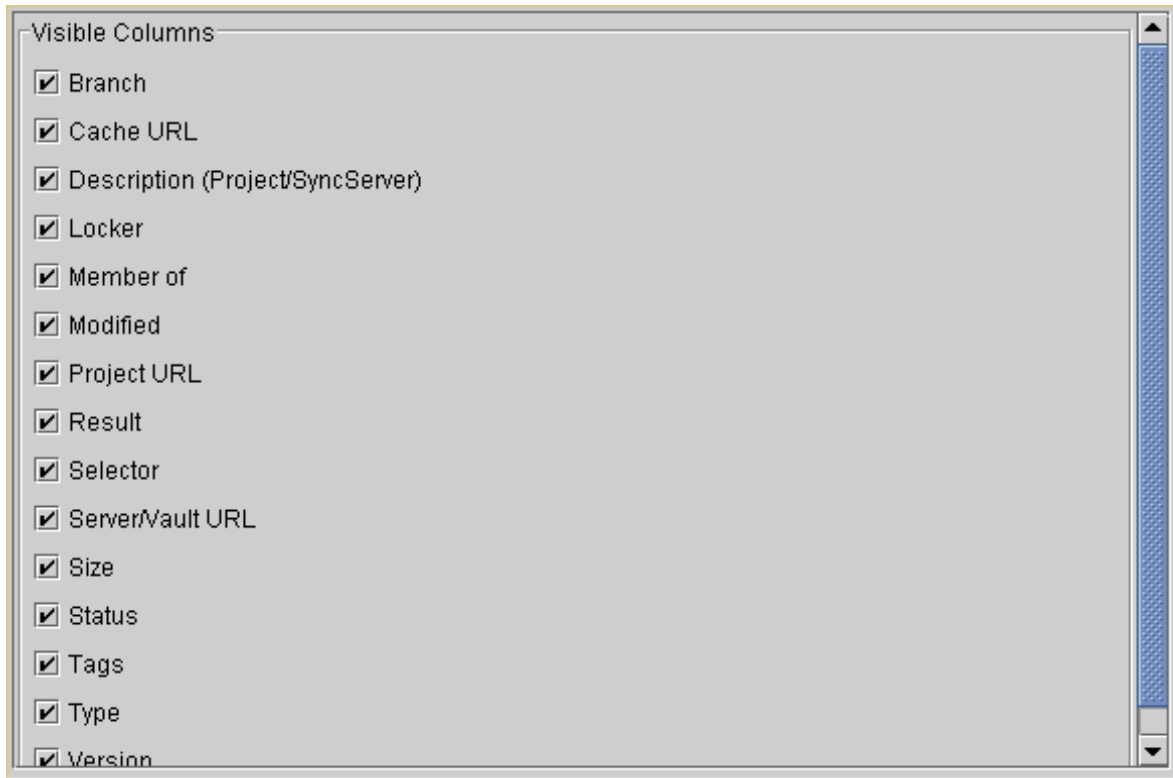 Visible Columns
Branch
Cache URL
Description (Project/SyncServer)
Locker
Member of
Modified
Project URL
Result
Selector
Server/Vault URL
Size
Status
Tags
Type
Version